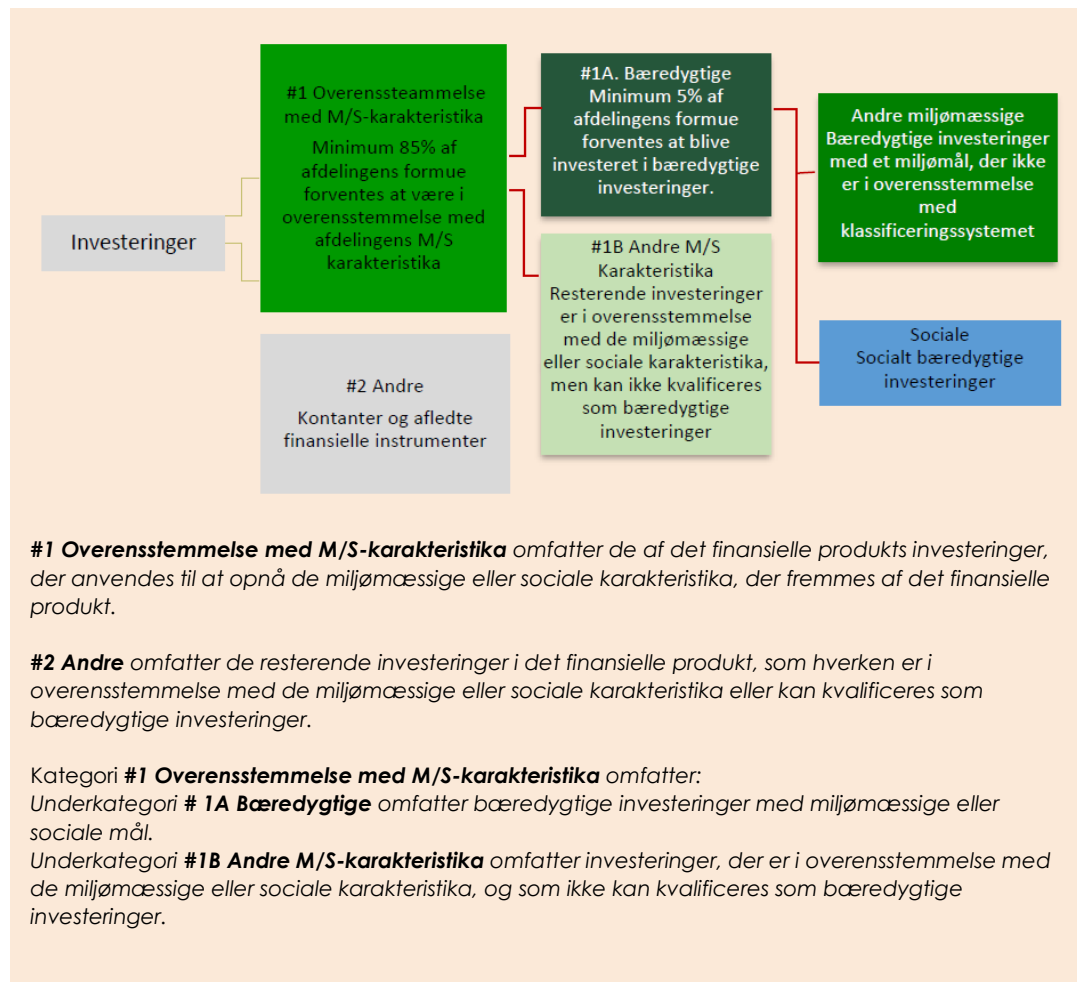 Investeringer
#1 Overenssteammelse
med M/S-karakteristika
Minimum 85% af
afdelingens formue
forventes at være i
overensstemmelse med
afdelingens M/S
karakteristika
#2 Andre
Kontanter og afledte
finansielle instrumenter
#1A. Bæredygtige
Minimum 5% af
afdelingens formue
forventes at blive
investeret i bæredygtige
investeringer.
#1B Andre M/S
Karakteristika
Resterende investeringer
er i overensstemmelse
med de miljømæssige
eller sociale karakteristika,
men kan ikke kvalificeres
som bæredygtige
investeringer
Andre miljømæssige
Bæredygtige investeringer
med et miljømål, der ikke
er i overensstemmelse
med
klassificeringssystemet
Sociale
Socialt bæredygtige
investeringer
#1 Overensstemmelse med M/S-karakteristika omfatter de af det finansielle produkts investeringer,
der anvendes til at opnå de miljømæssige eller sociale karakteristika, der fremmes af det finansielle
produkt.
#2 Andre omfatter de resterende investeringer i det finansielle produkt, som hverken er i
overensstemmelse med de miljømæssige eller sociale karakteristika eller kan kvalificeres som
bæredygtige investeringer.
Kategori #1 Overensstemmelse med M/S-karakteristika omfatter:
Underkategori # 1A Bæredygtige omfatter bæredygtige investeringer med miljømæssige eller
sociale mål.
Underkategori #1B Andre M/S-karakteristika omfatter investeringer, der er i overensstemmelse med
de miljømæssige eller sociale karakteristika, og som ikke kan kvalificeres som bæredygtige
investeringer.